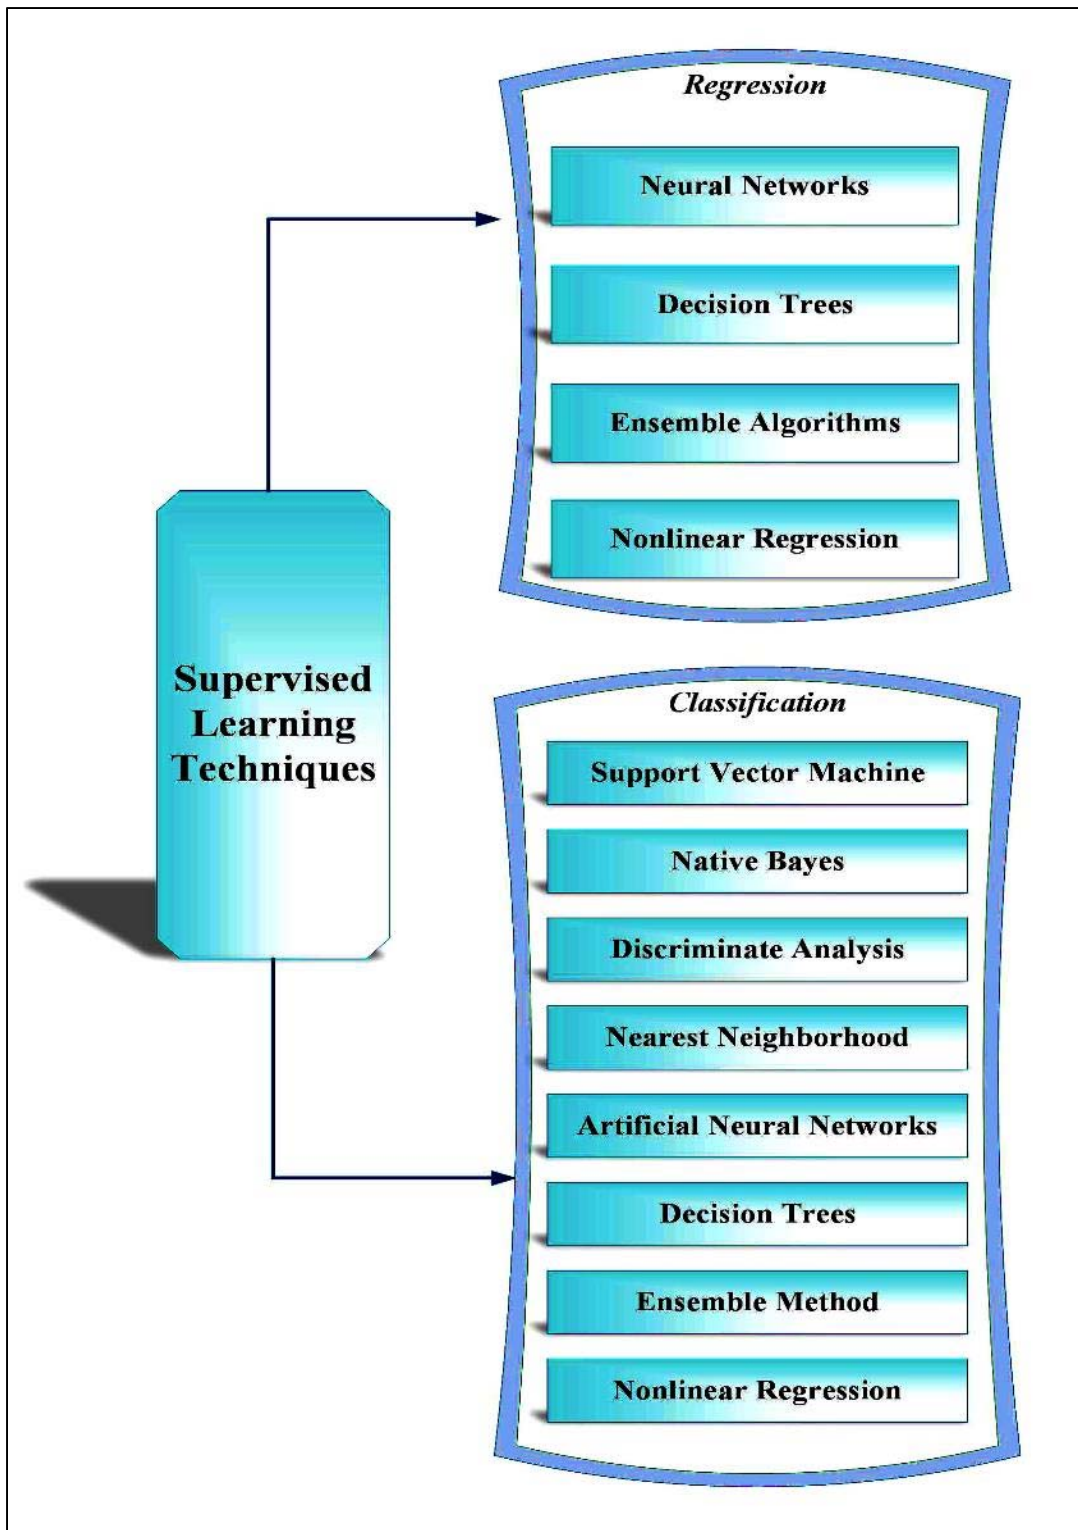 Regression
Neural Networks
Decision Trees
Ensemble Algorithms
Nonlinear Regression
Supervised
Learning
Techniques
Classification
Support Vector Machine
Native Bayes
Discriminate Analysis
Nearest Neighborhood
Artificial Neural Networks
Decision Trees
Ensemble Method
Nonlinear Regression